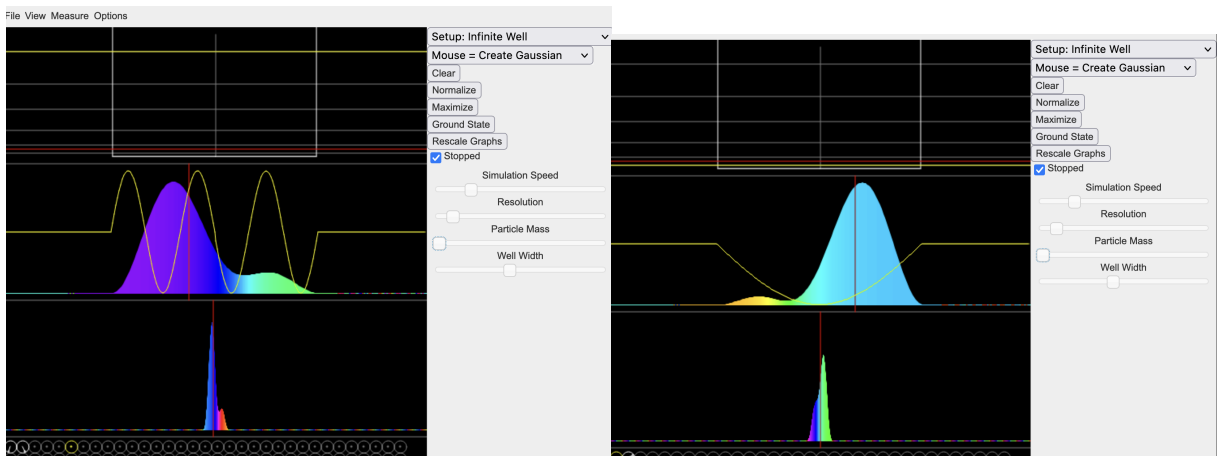 File View Measure Options
Setup: Infinite Well
Mouse = Create Gaussian
Clear
Normalize
Maximize
Ground State
Rescale Graphs
Stopped
Simulation Speed
Resolution
Particle Mass
Well Width
Setup: Infinite Well
Mouse = Create Gaussian
Clear
Normalize
Maximize
Ground State
Rescale Graphs
Stopped
Simulation Speed
Resolution
Particle Mass
Well Width